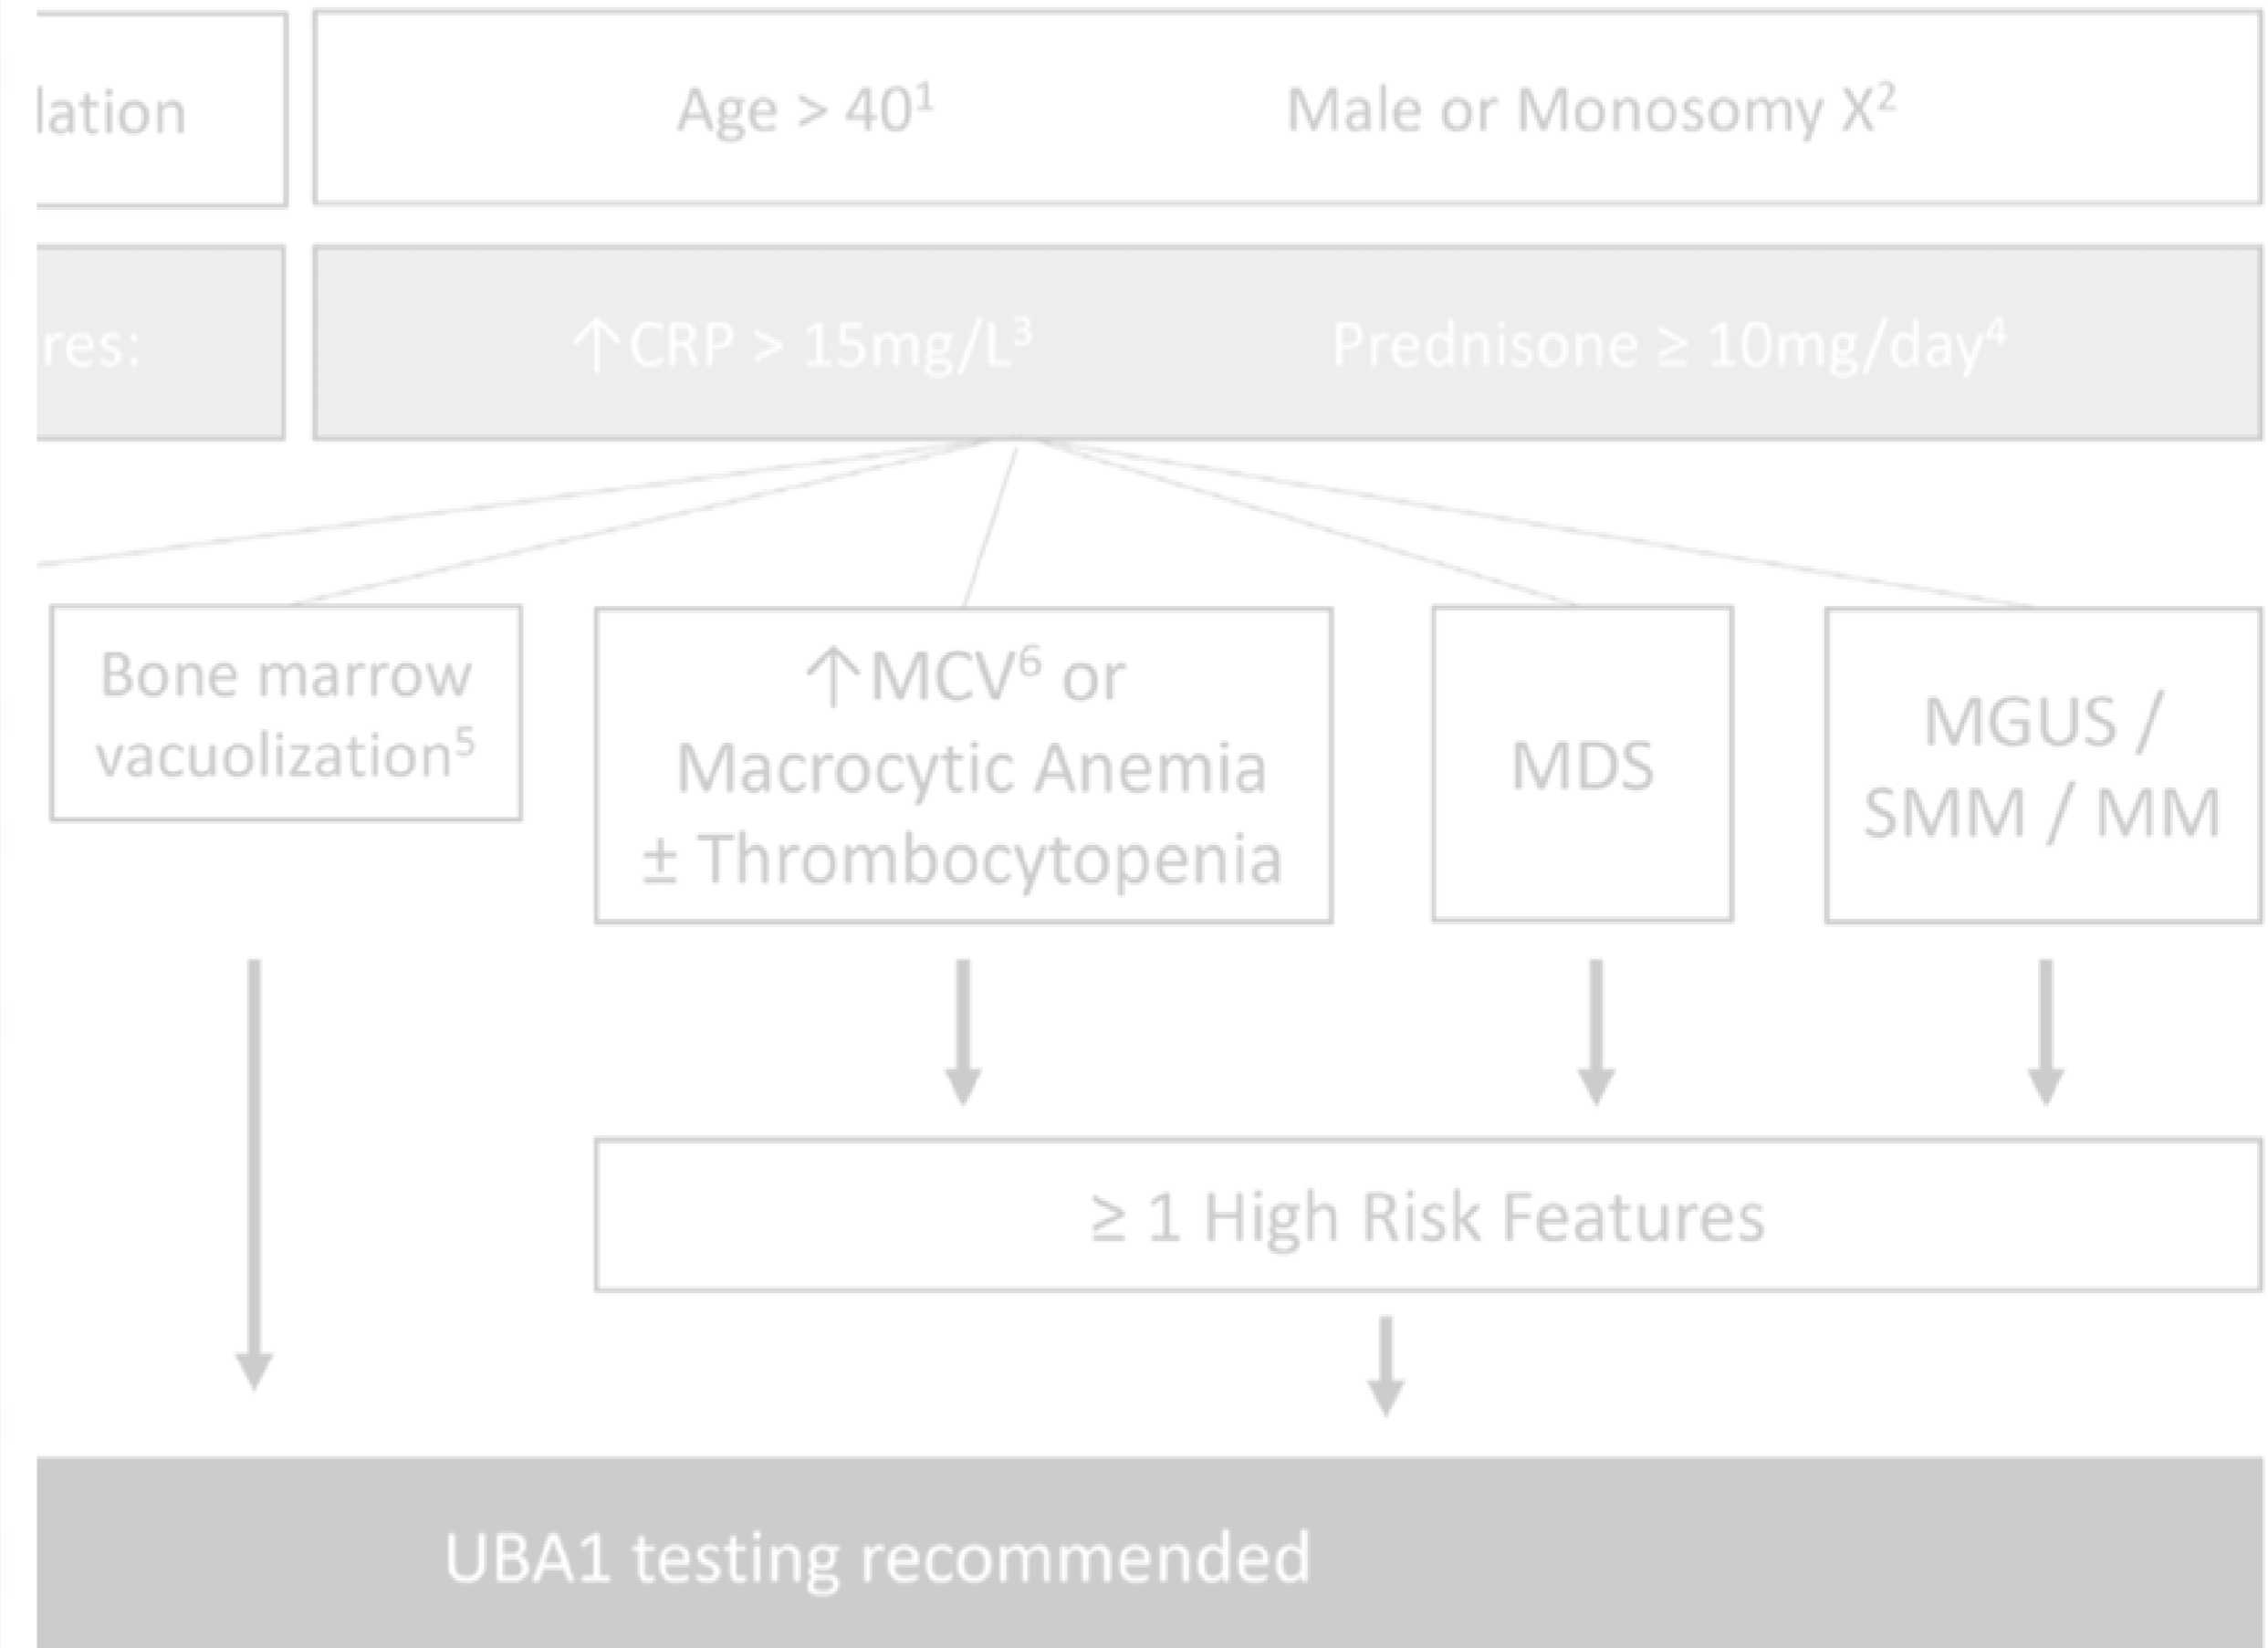 lation
Age > 40¹
Male or Monosomy X²
res:
↑CRP > 15mg/L³
Prednisone ≥ 10mg/day⁴
Bone marrow
vacuolization⁵
↑MCV⁶ or
Macrocytic Anemia
± Thrombocytopenia
MDS
MGUS /
SMM / MM
≥ 1 High Risk Features
UBA1 testing recommended